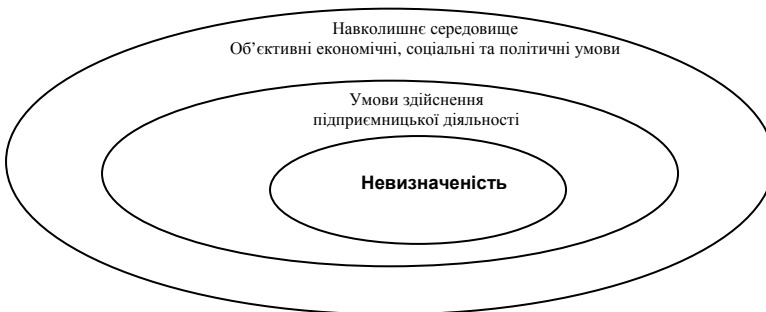 Навколишнє середовище
Об’єктивні економічні, соціальні та політичні умови
Умови здійснення
підприємницької діяльності
Невизначеність